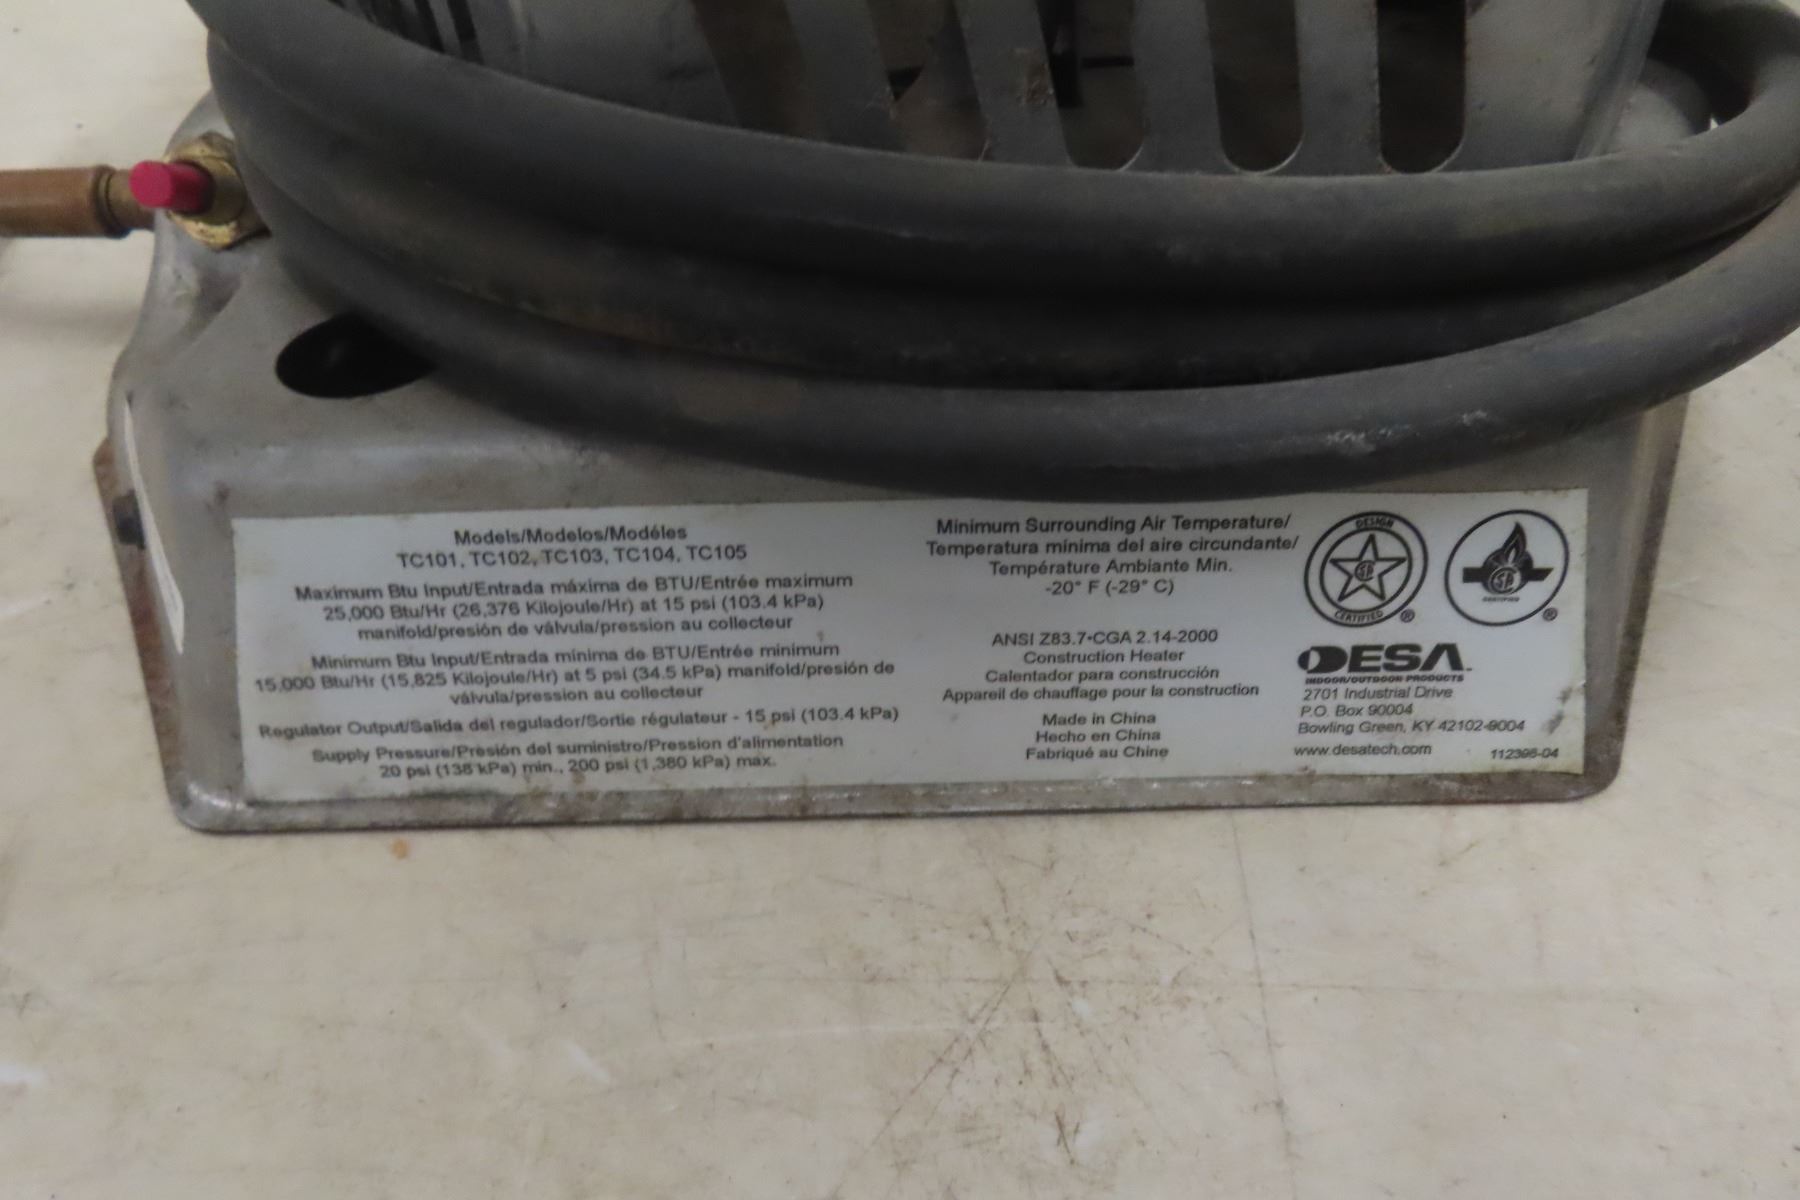 Models/Modelos/Modéles
TC101, TC102, TC103, TC104, TC105
Maximum Btu Input/Entrada máxima de BTU/Entrée maximum
25,000 Btu/Hr (26,376 Kilojoule/Hr) at 15 psi (103.4 kPa)
manifold/presión de válvula/pression au collecteur
Minimum Btu Input/Entrada mínima de BTU/Entrée minimum
15,000 Btu/Hr (15,825 Kilojoule/Hr) at 5 psi (34.5 kPa) manifold/presión de
válvula/pression au collecteur
Regulator Output/Salida del regulador/Sortie régulateur - 15 psi (103.4 kPa)
Supply Pressure/Presión del suministro/Pression d'alimentation
20 psi (138 kPa) min., 200 psi (1,380 kPa) max.
Minimum Surrounding Air Temperature/
Temperatura mínima del aire circundante/
Température Ambiante Min.
-20° F (-29° C)
ANSI Z83.7•CGA 2.14-2000
Construction Heater
Calentador para construcción
Appareil de chauffage pour la construction
Made in China
Hecho en China
Fabriqué au Chine
DESIGN
CERTIFIED ®
CERTIFIED ®
DESA
INDOOR/OUTDOOR PRODUCTS
2701 Industrial Drive
P.O. Box 90004
Bowling Green, KY 42102-9004
www.desatech.com
112398-04